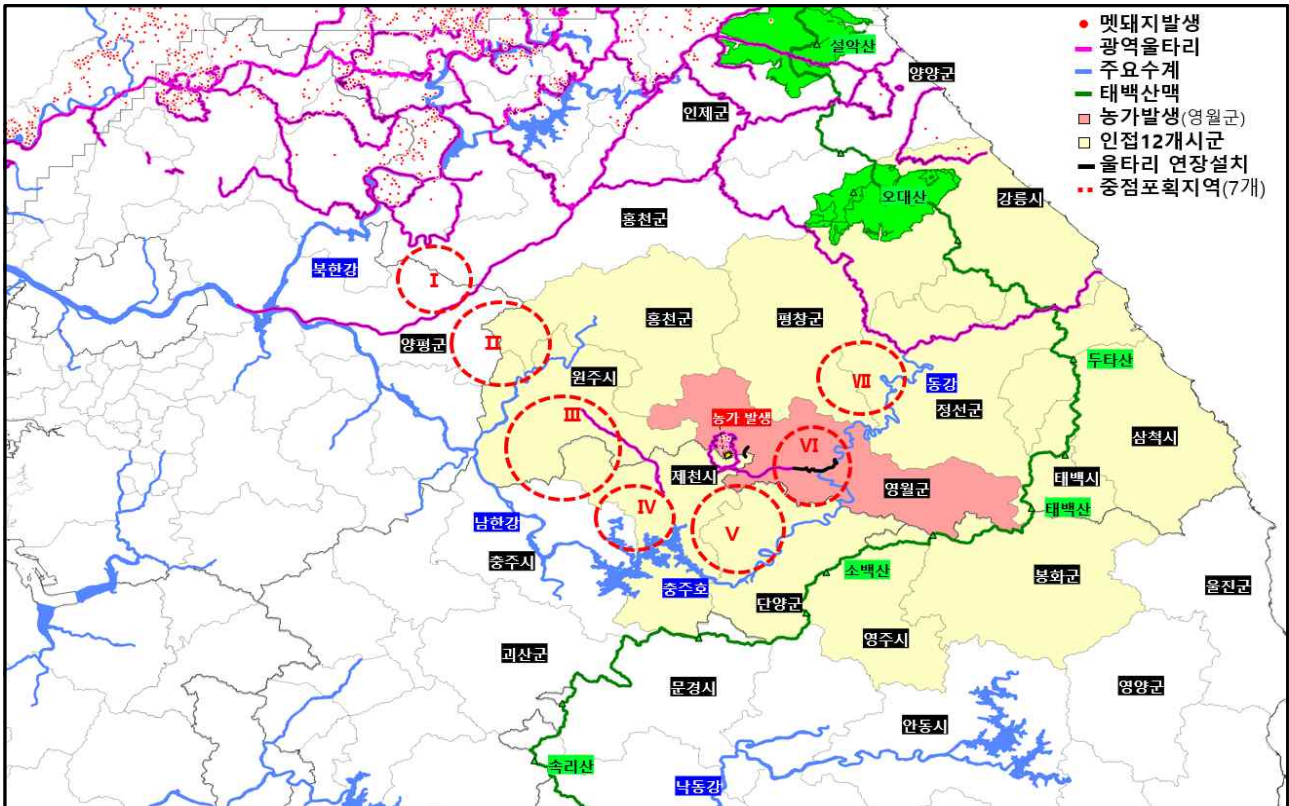 멧돼지발생
광역울타리
주요수계
태백산맥
농가발생(영월군)
인접12개시군
울타리 연장설치
중점포획지역(7개)
설악산
양양군
인제군
오대산
강릉시
홍천군
북한강
I
양평군
II
홍천군
평창군
원주시
VII
동강
두타산
정선군
III
농가 발생
VI
삼척시
제천시
영월군
태백시
태백산
IV
V
남한강
충주시
충주호
소백산
단양군
봉화군
울진군
영주시
괴산군
문경시
영양군
안동시
속리산
낙동강